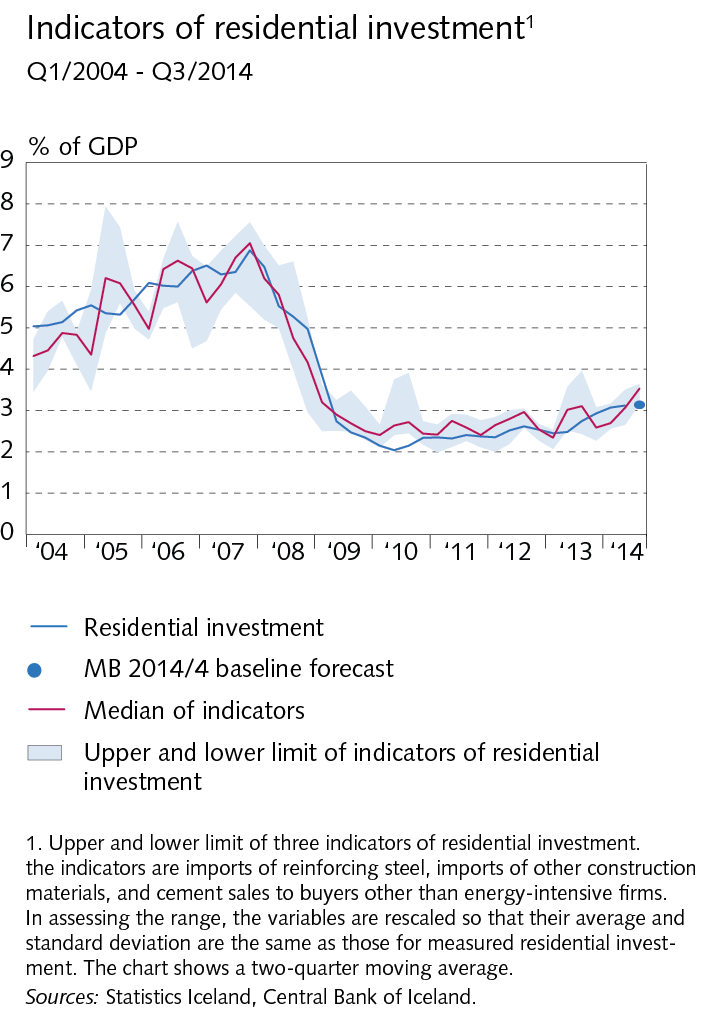 Indicators of residential investment¹
Q1/2004 - Q3/2014
% of GDP
9
8
7
6
5
4
3
2
1
0
‘04 ‘05 ‘06 ‘07 ‘08 ‘09 ‘10 ‘11 ‘12 ‘13 ‘14
Residential investment
MB 2014/4 baseline forecast
Median of indicators
Upper and lower limit of indicators of residential
investment
1. Upper and lower limit of three indicators of residential investment.
the indicators are imports of reinforcing steel, imports of other construction
materials, and cement sales to buyers other than energy-intensive firms.
In assessing the range, the variables are rescaled so that their average and
standard deviation are the same as those for measured residential invest-
ment. The chart shows a two-quarter moving average.
Sources: Statistics Iceland, Central Bank of Iceland.